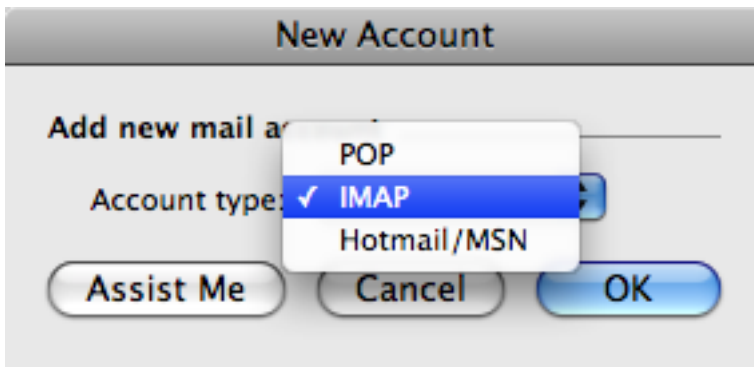 New Account
Add new mail a
POP
Account type:
IMAP
Hotmail/MSN
Assist Me
Cancel
OK